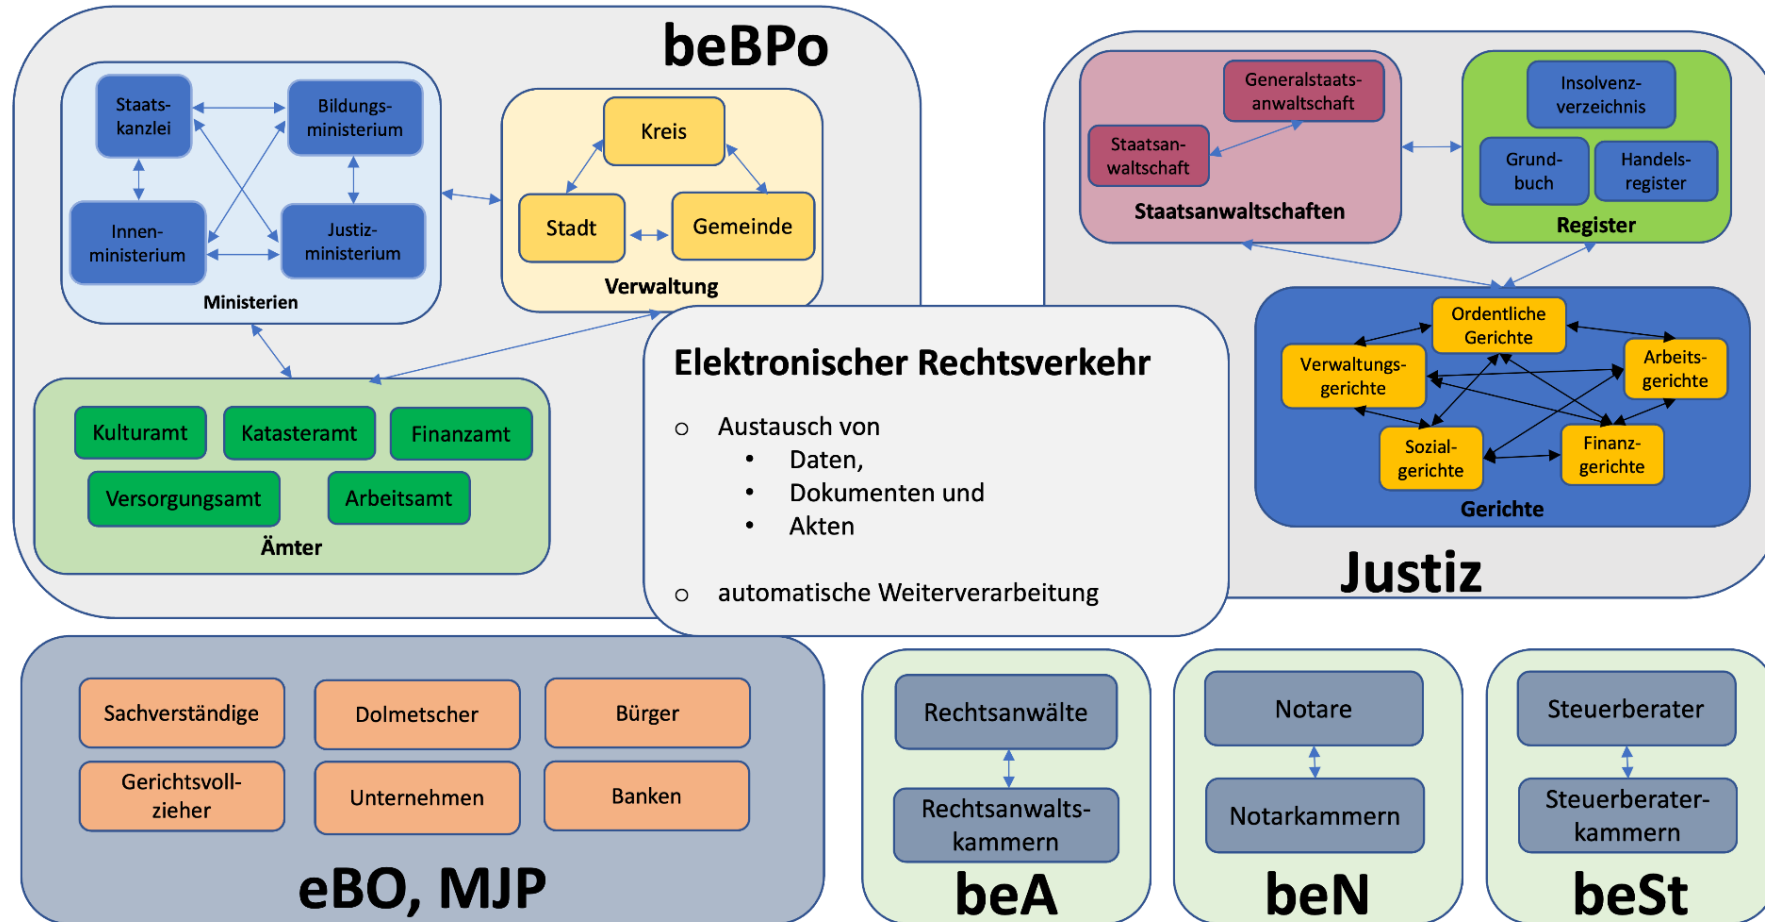 beBPo
Staats-
kanzlei
Bildungs-
ministerium
Innen-
ministerium
Justiz-
ministerium
Ministerien
Kreis
Stadt
Gemeinde
Verwaltung
Kulturamt
Katasteramt
Finanzamt
Versorgungsamt
Arbeitsamt
Ämter
Elektronischer Rechtsverkehr
o Austausch von
• Daten,
• Dokumenten und
• Akten
o automatische Weiterverarbeitung
Generalstaats-
anwaltschaft
Staatsan-
waltschaft
Staatsanwaltschaften
Insolvenz-
verzeichnis
Grund-
buch
Handels-
register
Register
Ordentliche
Gerichte
Verwaltungs-
gerichte
Arbeits-
gerichte
Sozial-
gerichte
Finanz-
gerichte
Gerichte
Justiz
Sachverständige
Dolmetscher
Bürger
Gerichtsvoll-
zieher
Unternehmen
Banken
eBO, MJP
Rechtsanwälte
Rechtsanwalts-
kammern
beA
Notare
Notarkammern
beN
Steuerberater
Steuerberater-
kammern
beSt